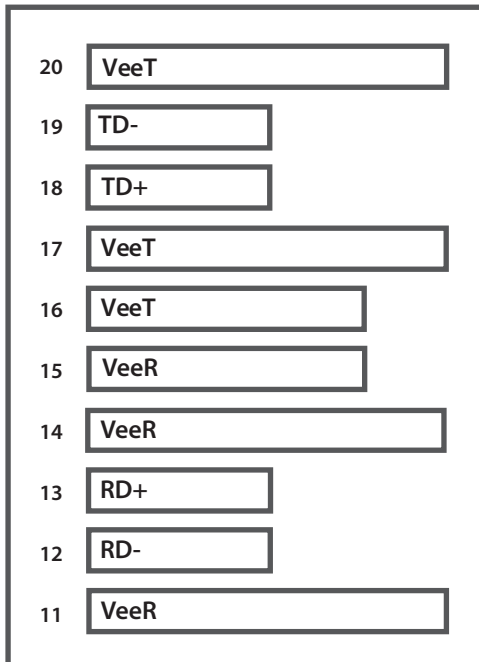 20 VeeT
19 TD-
18 TD+
17 VeeT
16 VeeT
15 VeeR
14 VeeR
13 RD+
12 RD-
11 VeeR